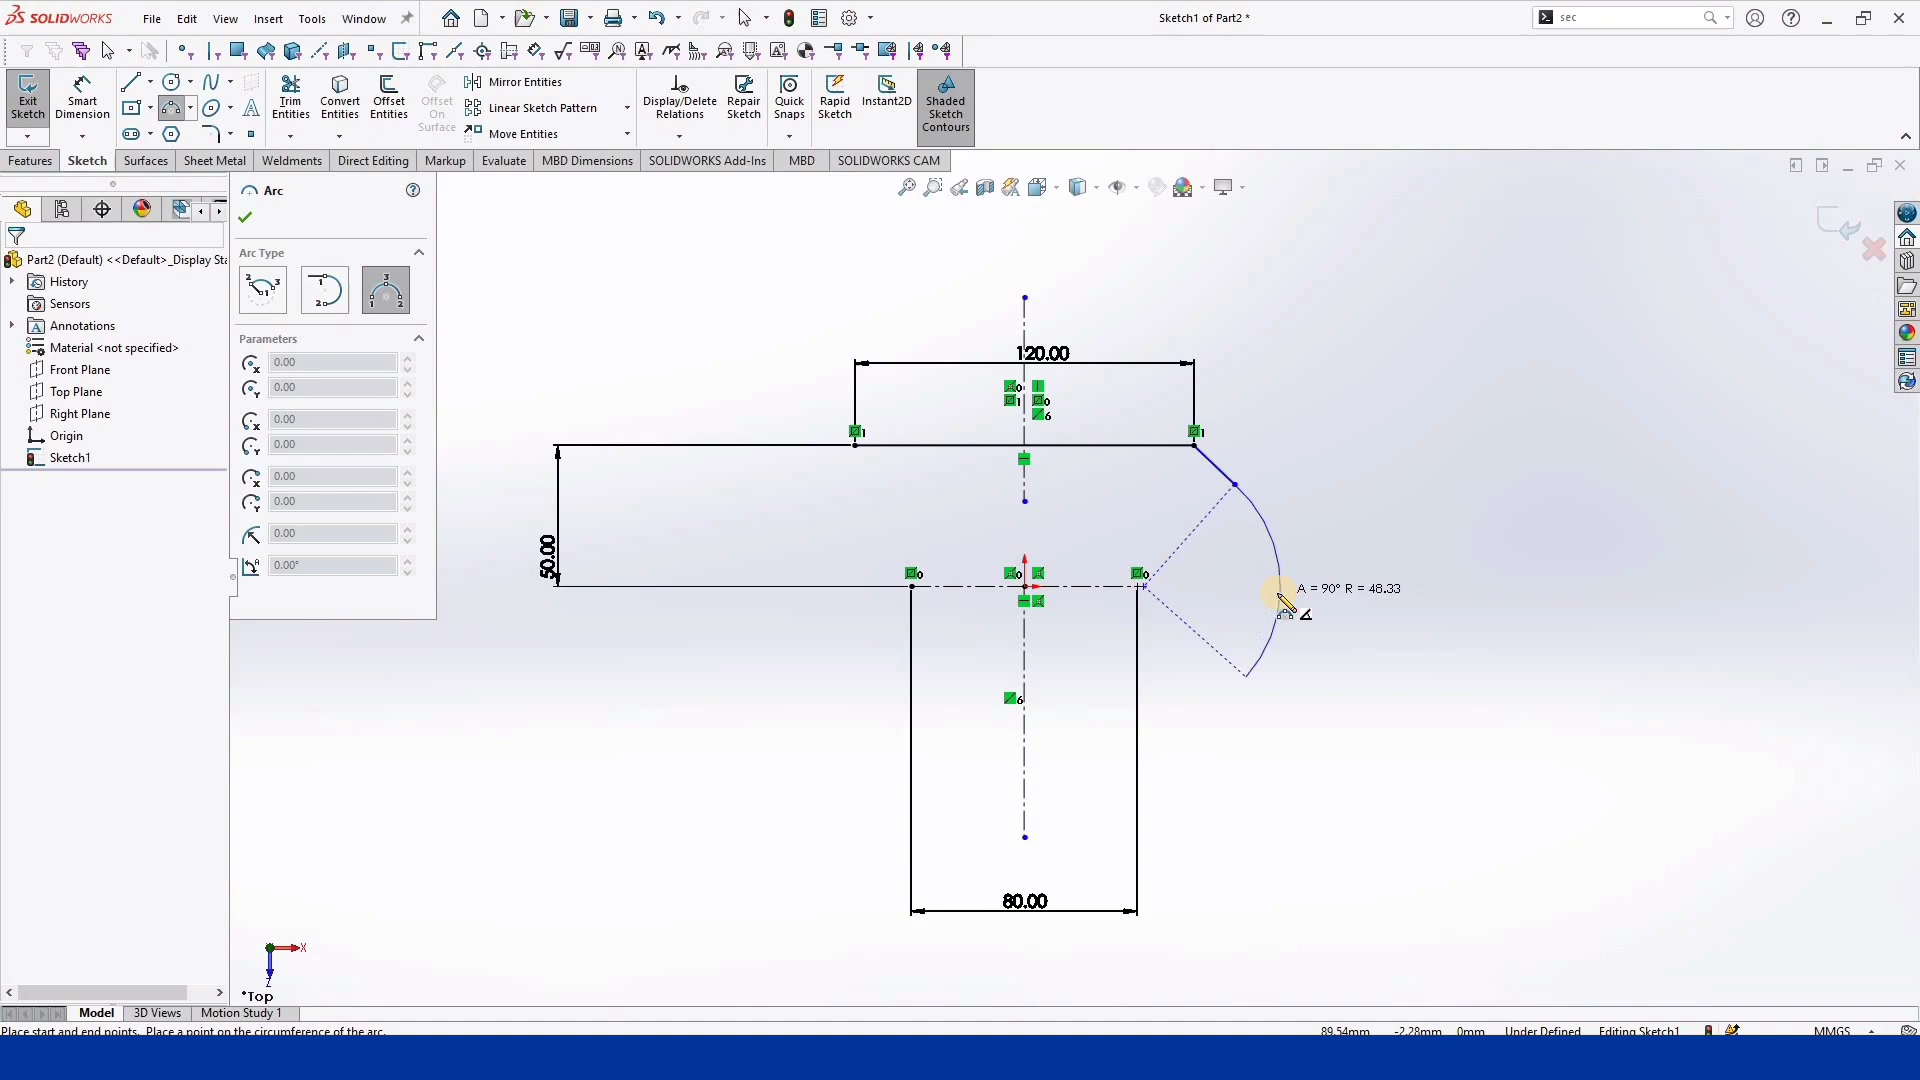 SOLIDWORKS File Edit View Insert Tools Window Sketch1 of Part2 * sec
Exit Sketch
Smart Dimension
Trim Entities
Convert Entities
Offset Entities
Offset On Surface
Mirror Entities
Linear Sketch Pattern
Move Entities
Display/Delete Relations
Repair Sketch
Quick Snaps
Rapid Sketch
Instant2D
Shaded Sketch Contours
Features Sketch Surfaces Sheet Metal Weldments Direct Editing Markup Evaluate MBD Dimensions SOLIDWORKS Add-Ins MBD SOLIDWORKS CAM
Part2 (Default) <<Default>_Display Sta
History
Sensors
Annotations
Material <not specified>
Front Plane
Top Plane
Right Plane
Origin
Sketch1
Arc
Arc Type
Parameters
0.00
0.00
0.00
0.00
0.00
0.00
0.00
0.00°
120.00
50.00
80.00
A = 90° R = 48.33
X
Z
*Top
Model 3D Views Motion Study 1
Place start and end points. Place a point on the circumference of the arc. 89.54mm -2.28mm 0mm Under Defined Editing Sketch1 MMGS